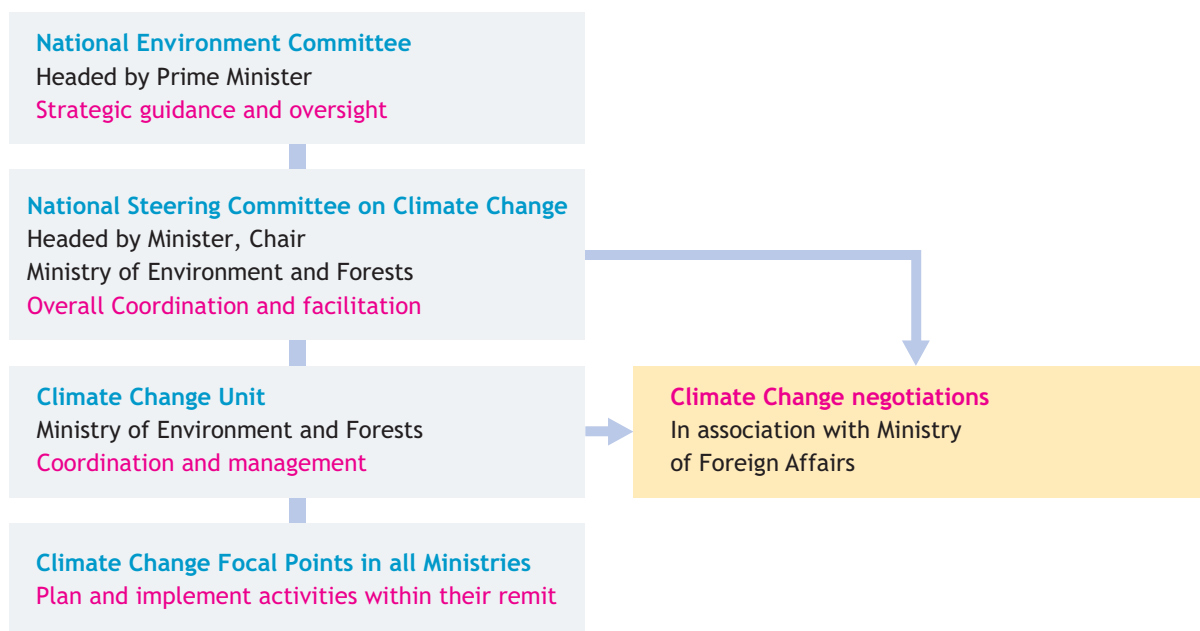 National Environment Committee
Headed by Prime Minister
Strategic guidance and oversight
National Steering Committee on Climate Change
Headed by Minister, Chair
Ministry of Environment and Forests
Overall Coordination and facilitation
Climate Change Unit
Ministry of Environment and Forests
Coordination and management
Climate Change negotiations
In association with Ministry
of Foreign Affairs
Climate Change Focal Points in all Ministries
Plan and implement activities within their remit